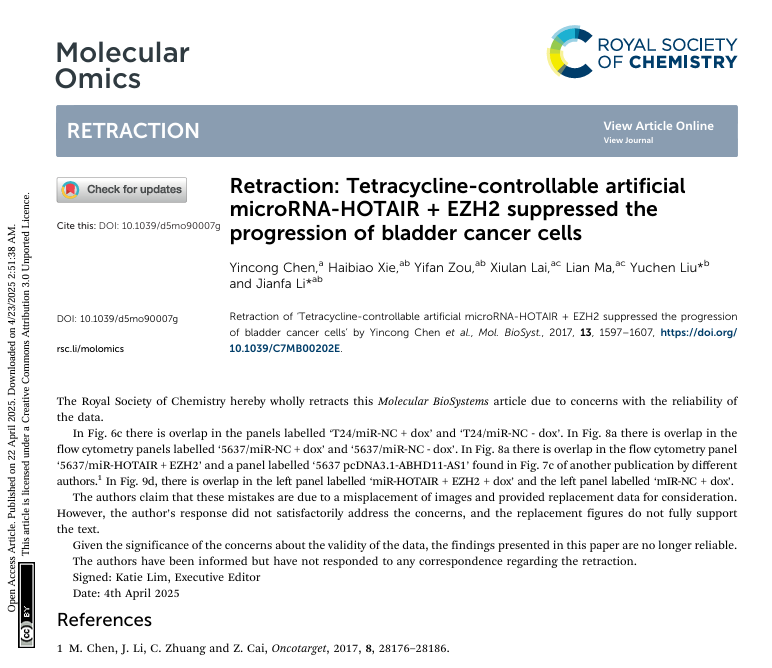 Molecular
Omics
ROYAL SOCIETY
OF CHEMISTRY
RETRACTION
View Article Online
View Journal
Check for updates
Cite this: DOI: 10.1039/d5mo90007g
Retraction: Tetracycline-controllable artificial
microRNA-HOTAIR + EZH2 suppressed the
progression of bladder cancer cells
Yincong Chen,a Haibiao Xie,ab Yifan Zou,ab Xiulan Lai,ac Lian Ma,ac Yuchen Liu*b
and Jianfa Li*ab
DOI: 10.1039/d5mo90007g
rsc.li/molomics
Retraction of 'Tetracycline-controllable artificial microRNA-HOTAIR + EZH2 suppressed the progression
of bladder cancer cells' by Yincong Chen et al., Mol. BioSyst., 2017, 13, 1597–1607, https://doi.org/
10.1039/C7MB00202E.
The Royal Society of Chemistry hereby wholly retracts this Molecular BioSystems article due to concerns with the reliability of
the data.
In Fig. 6c there is overlap in the panels labelled 'T24/miR-NC + dox' and 'T24/miR-NC - dox'. In Fig. 8a there is overlap in the
flow cytometry panels labelled '5637/miR-NC + dox' and '5637/miR-NC - dox'. In Fig. 8a there is overlap in the flow cytometry panel
'5637/miR-HOTAIR + EZH2' and a panel labelled '5637 pcDNA3.1-ABHD11-AS1' found in Fig. 7c of another publication by different
authors.1 In Fig. 9d, there is overlap in the left panel labelled 'miR-HOTAIR + EZH2 + dox' and the left panel labelled 'mIR-NC + dox'.
The authors claim that these mistakes are due to a misplacement of images and provided replacement data for consideration.
However, the author's response did not satisfactorily address the concerns, and the replacement figures do not fully support
the text.
Given the significance of the concerns about the validity of the data, the findings presented in this paper are no longer reliable.
The authors have been informed but have not responded to any correspondence regarding the retraction.
Signed: Katie Lim, Executive Editor
Date: 4th April 2025
References
1 M. Chen, J. Li, C. Zhuang and Z. Cai, Oncotarget, 2017, 8, 28176–28186.
Open Access Article. Published on 22 April 2025. Downloaded on 4/23/2025 2:51:38 AM.
This article is licensed under a Creative Commons Attribution 3.0 Unported Licence.
cc BY